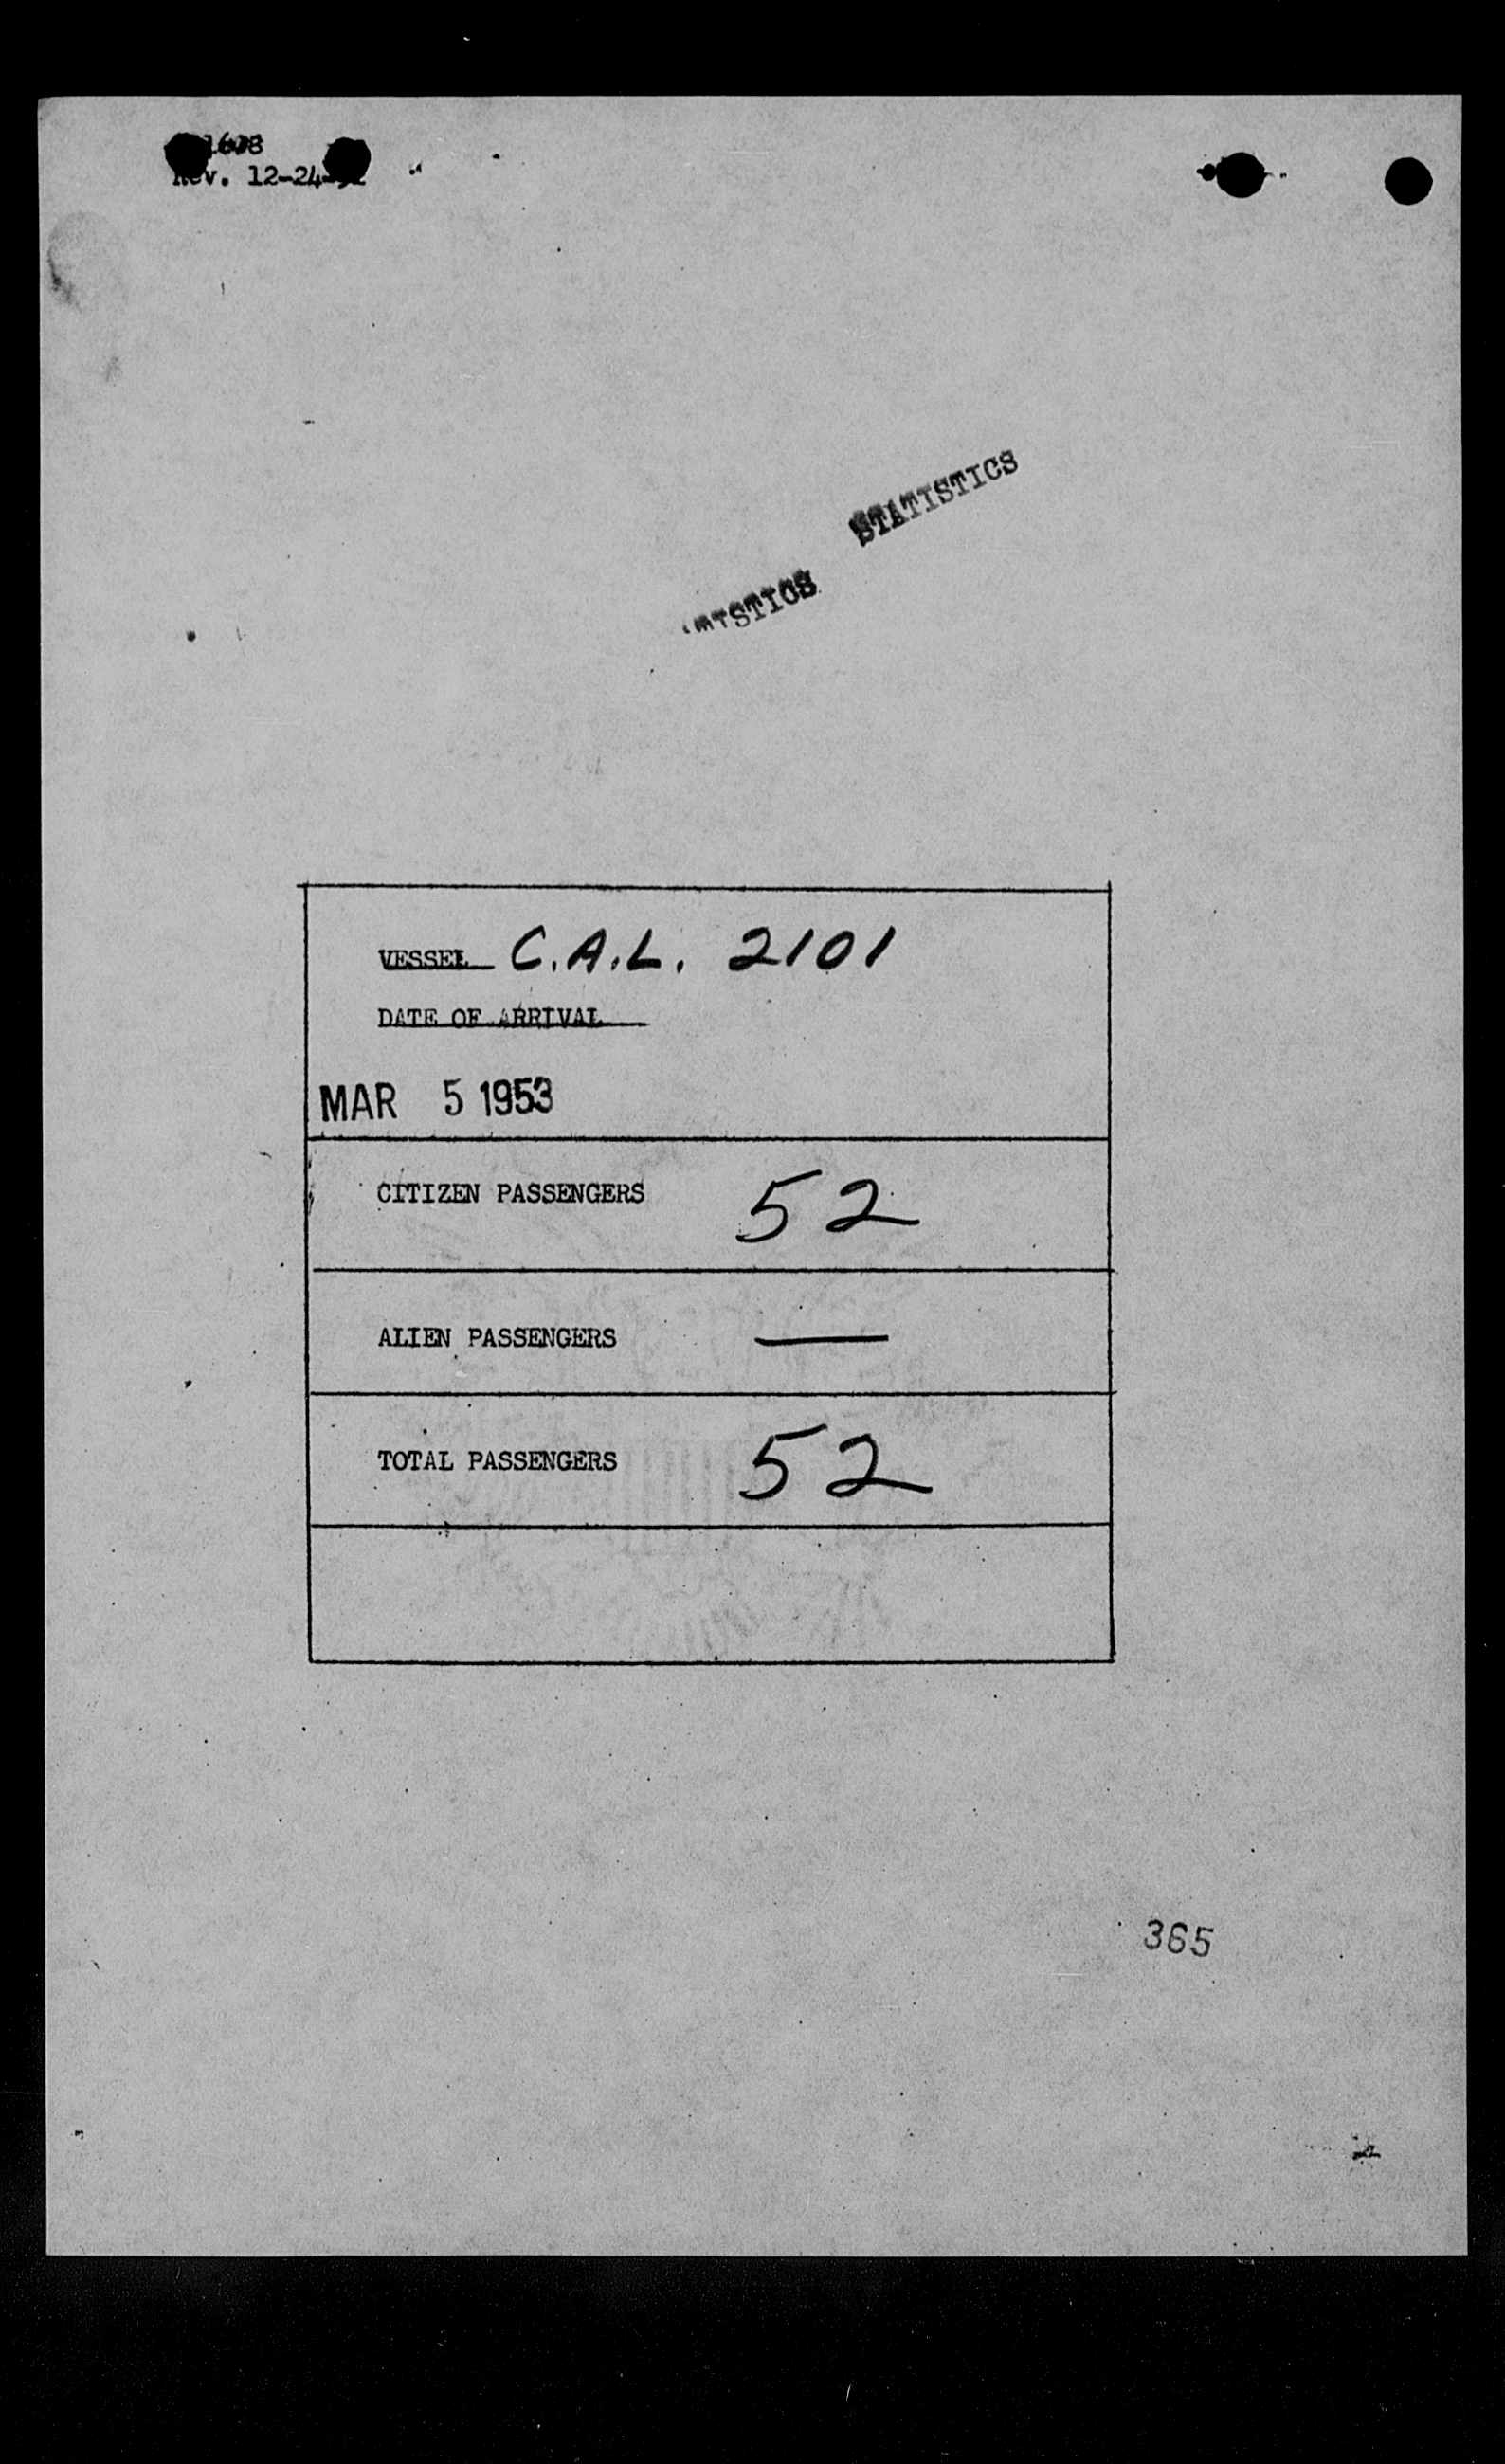 Rev. 12-24-
STATISTICS
VESSEL C.A.L. 2101
DATE OF ARRIVAL
MAR 5 1953
CITIZEN PASSENGERS 52
ALIEN PASSENGERS —
TOTAL PASSENGERS 52
365